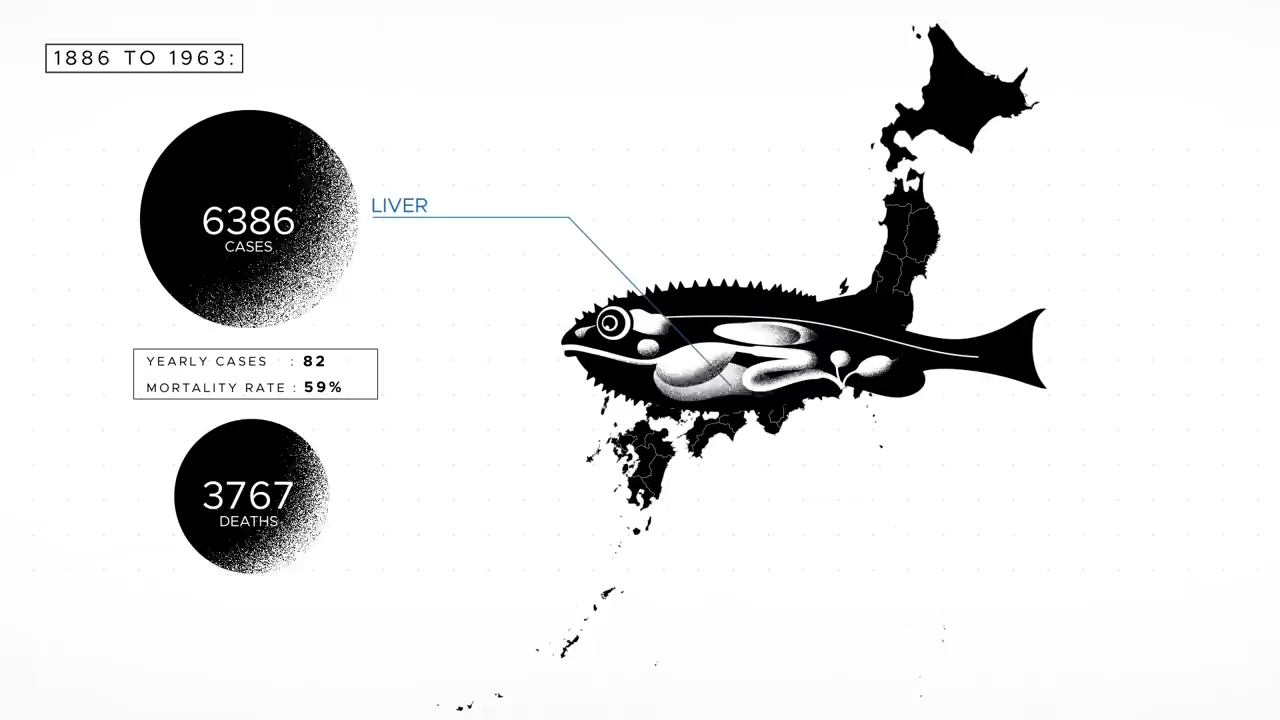 1886 TO 1963:
6386
CASES
LIVER
YEARLY CASES : 82
MORTALITY RATE : 59%
3767
DEATHS